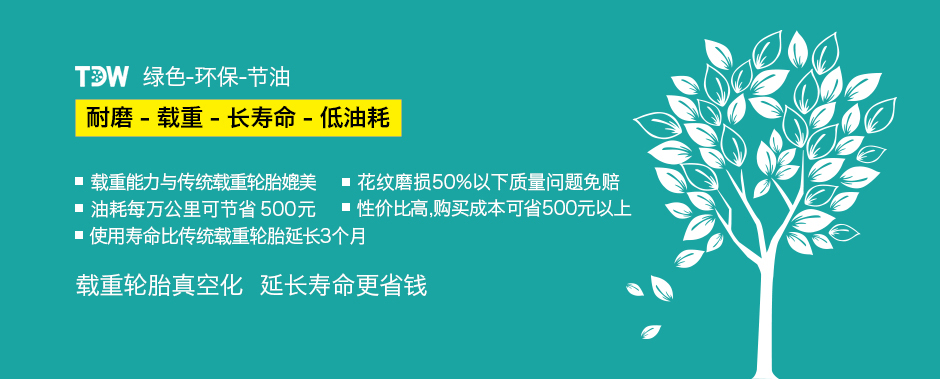 TDW 绿色-环保-节油
耐磨 - 载重 - 长寿命 - 低油耗
载重能力与传统载重轮胎媲美
花纹磨损50%以下质量问题免赔
油耗每万公里可节省 500元
性价比高,购买成本可省500元以上
使用寿命比传统载重轮胎延长3个月
载重轮胎真空化 延长寿命更省钱